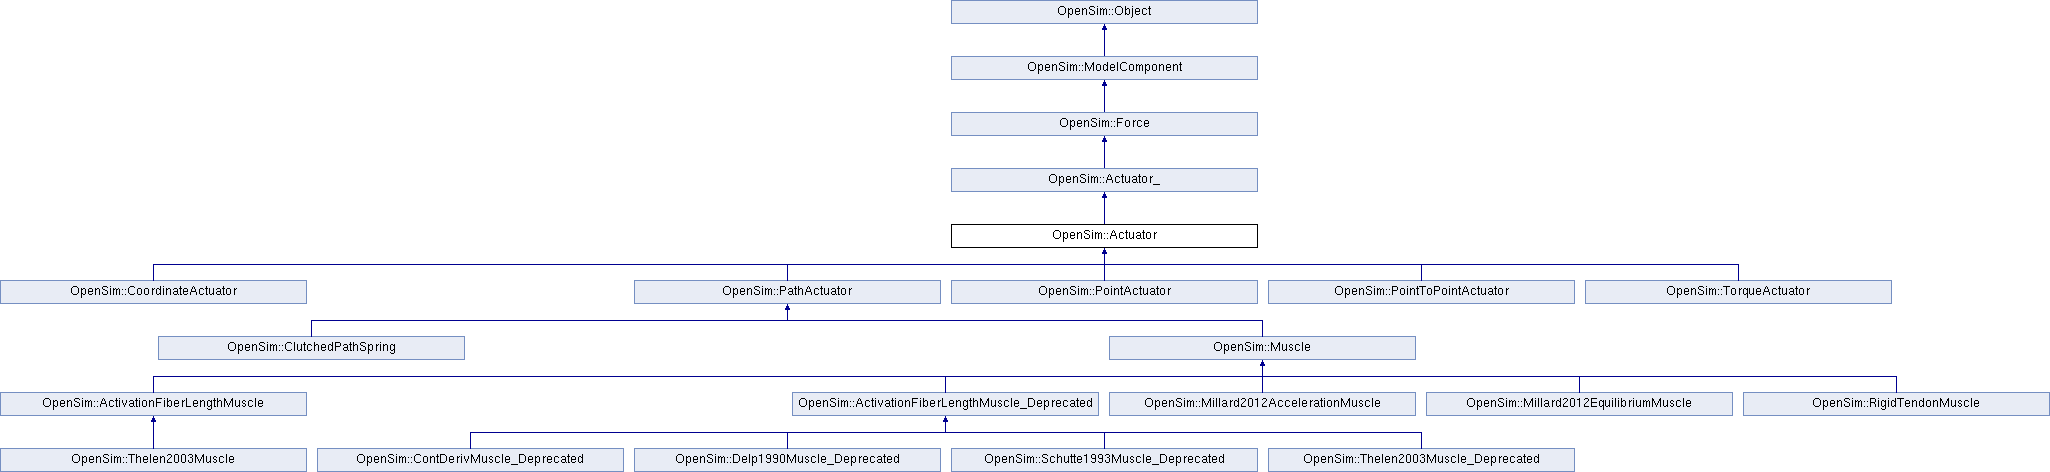 OpenSim::Object
OpenSim::ModelComponent
OpenSim::Force
OpenSim::Actuator_
OpenSim::Actuator
OpenSim::CoordinateActuator
OpenSim::PathActuator
OpenSim::PointActuator
OpenSim::PointToPointActuator
OpenSim::TorqueActuator
OpenSim::ClutchedPathSpring
OpenSim::Muscle
OpenSim::ActivationFiberLengthMuscle
OpenSim::ActivationFiberLengthMuscle_Deprecated
OpenSim::Millard2012AccelerationMuscle
OpenSim::Millard2012EquilibriumMuscle
OpenSim::RigidTendonMuscle
OpenSim::Thelen2003Muscle
OpenSim::ContDerivMuscle_Deprecated
OpenSim::Delp1990Muscle_Deprecated
OpenSim::Schutte1993Muscle_Deprecated
OpenSim::Thelen2003Muscle_Deprecated